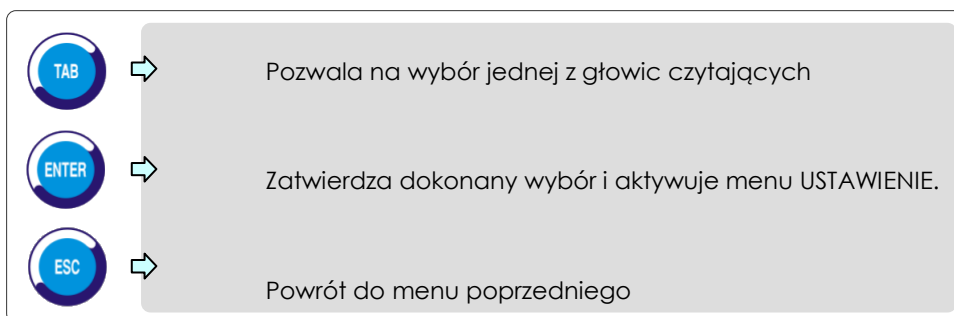 TAB
Pozwala na wybór jednej z głowic czytających
ENTER
Zatwierdza dokonany wybór i aktywuje menu USTAWIENIE.
ESC
Powrót do menu poprzedniego